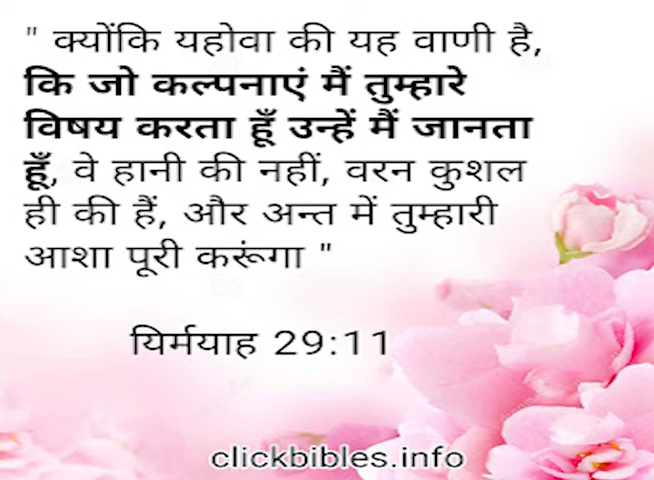 " क्योंकि यहोवा की यह वाणी है,
कि जो कल्पनाएं मैं तुम्हारे
विषय करता हूँ उन्हें मैं जानता
हूँ, वे हानी की नहीं, वरन कुशल
ही की हैं, और अन्त में तुम्हारी
आशा पूरी करूंगा "
यिर्मयाह 29:11
clickbibles.info